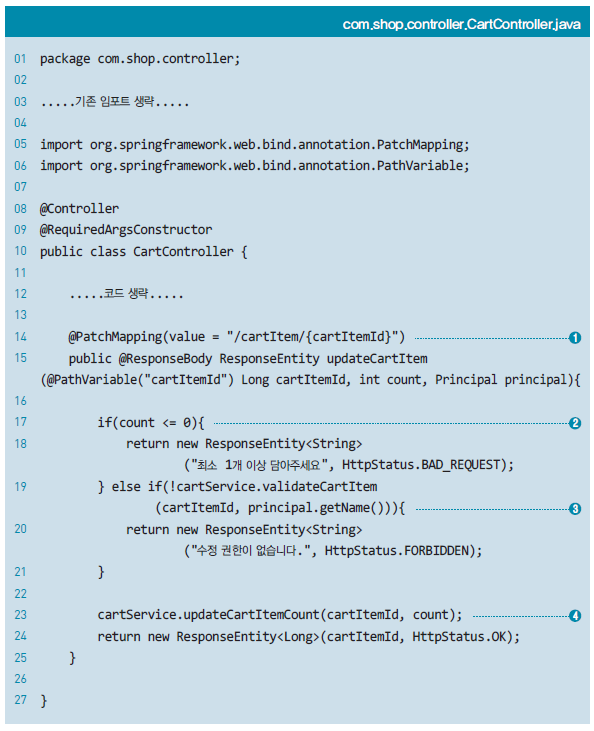 com.shop.controller.CartController.java
01 package com.shop.controller;
02
03 .....기존 임포트 생략.....
04
05 import org.springframework.web.bind.annotation.PatchMapping;
06 import org.springframework.web.bind.annotation.PathVariable;
07
08 @Controller
09 @RequiredArgsConstructor
10 public class CartController {
11
12 .....코드 생략.....
13
14 @PatchMapping(value = "/cartItem/{cartItemId}") ❶
15 public @ResponseBody ResponseEntity updateCartItem
(@PathVariable("cartItemId") Long cartItemId, int count, Principal principal){
16
17 if(count <= 0){ ❷
18 return new ResponseEntity<String>
("최소 1개 이상 담아주세요", HttpStatus.BAD_REQUEST);
19 } else if(!cartService.validateCartItem
(cartItemId, principal.getName())){ ❸
20 return new ResponseEntity<String>
("수정 권한이 없습니다.", HttpStatus.FORBIDDEN);
21 }
22
23 cartService.updateCartItemCount(cartItemId, count); ❹
24 return new ResponseEntity<Long>(cartItemId, HttpStatus.OK);
25 }
26
27 }